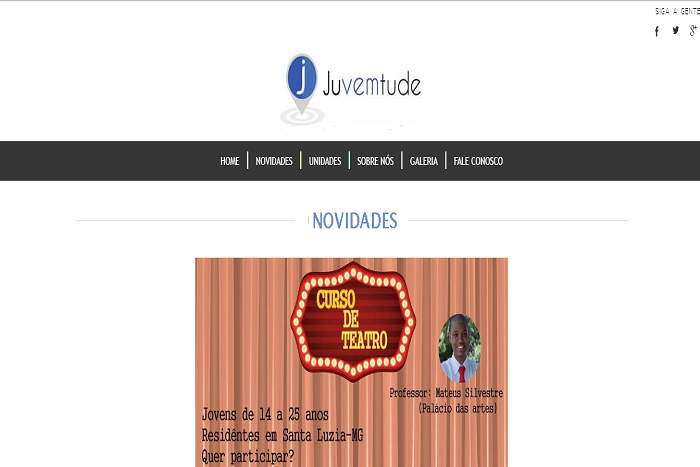 SIGA A GENTE
Juvemtude
HOME NOVIDADES UNIDADES SOBRE NÓS GALERIA FALE CONOSCO
NOVIDADES
CURSO
DE
TEATRO
Professor: Mateus Silvestre
(Palácio das artes)
Jovens de 14 a 25 anos
Residêntes em Santa Luzia-MG
Quer participar?